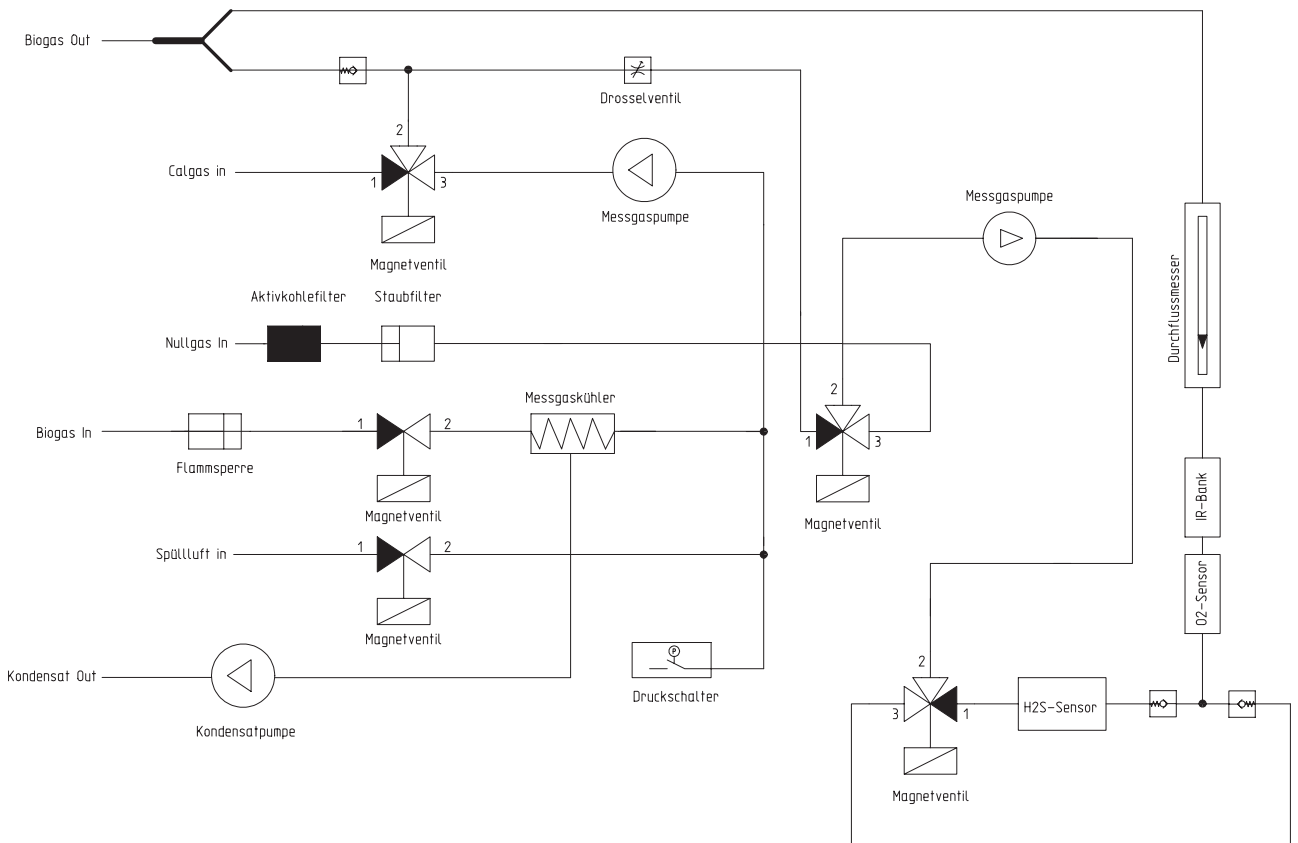 Biogas Out
Drosselventil
2
Calgas in
1
3
Messgaspumpe
Magnetventil
Messgaspumpe
Aktivkohlefilter
Staubfilter
Nullgas In
Durchflussmesser
2
1
3
Magnetventil
Biogas In
Flammsperre
1
2
Magnetventil
Messgaskühler
IR-Bank
Spüllluft in
1
2
Magnetventil
O2-Sensor
Kondensat Out
Kondensatpumpe
P
Druckschalter
2
3
1
H2S-Sensor
Magnetventil